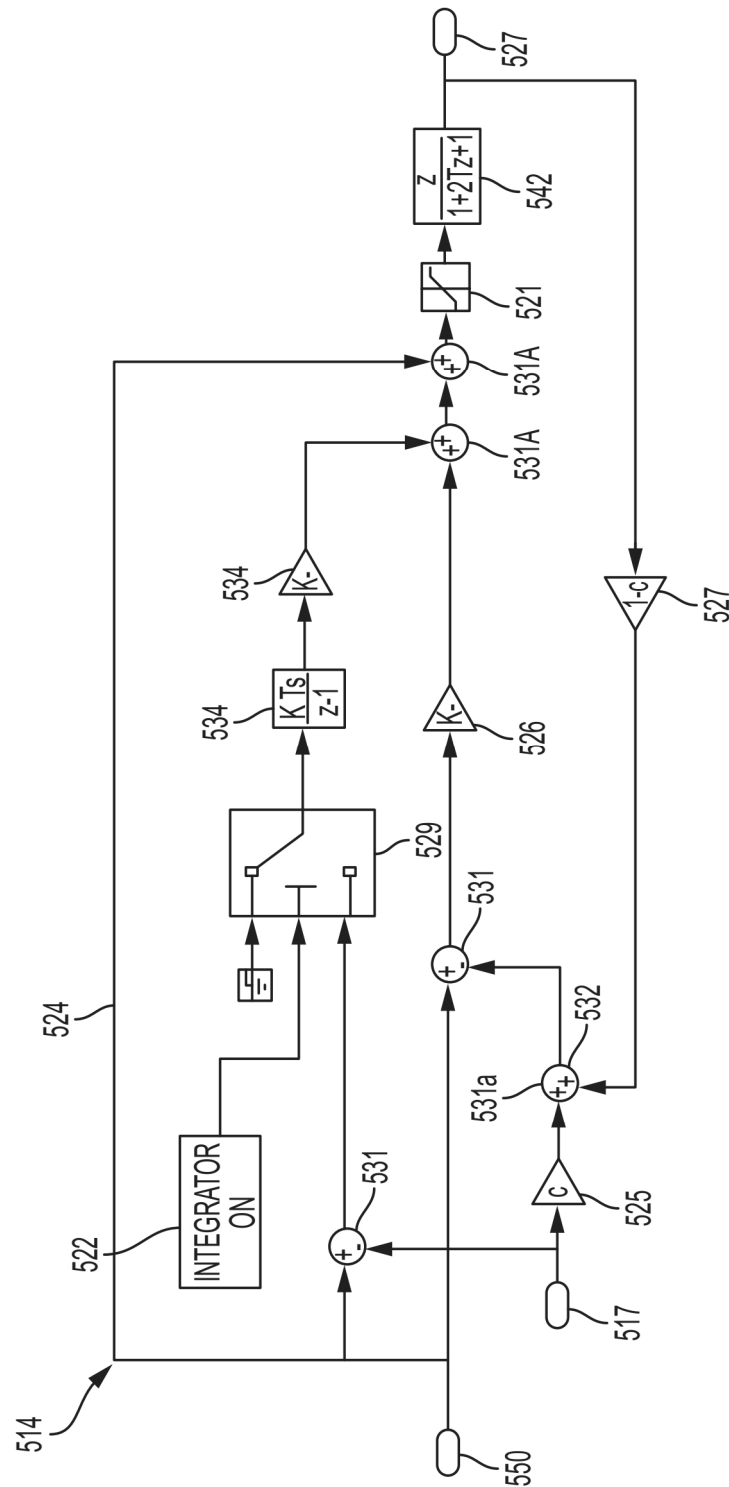 514
524
522
INTEGRATOR
ON
531
+
-
529
534
K Ts
z-1
534
K-
531A
+
+
531A
+
+
521
z
1+2Tz+1
542
527
550
531
+
-
K-
526
517
c
525
531a
+
+
532
1-c
527